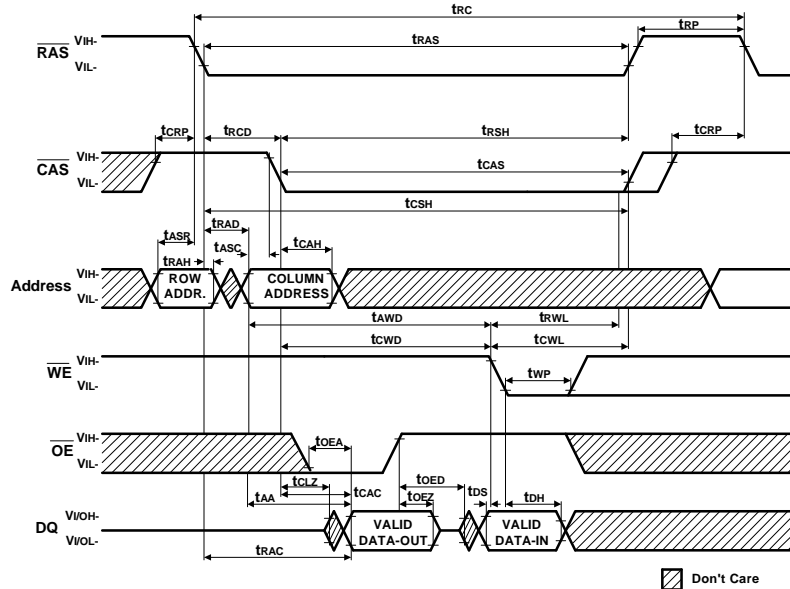 tRC
tRP
VIH-
RAS
tRAS
VIL-
tCRP
tRCD
tRSH
tCRP
VIH-
CAS
tCAS
VIL-
tCSH
tRAD
tASR
tASC
tCAH
tRAH
VIH-
Address
ROW
ADDR.
COLUMN
ADDRESS
VIL-
tAWD
tRWL
tCWD
tCWL
VIH-
WE
tWP
VIL-
VIH-
OE
tOEA
VIL-
tCLZ
tOED
tCAC
tAA
tOEZ
tDS
tDH
VI/OH-
DQ
VALID
DATA-OUT
VALID
DATA-IN
VI/OL-
tRAC
Don't Care